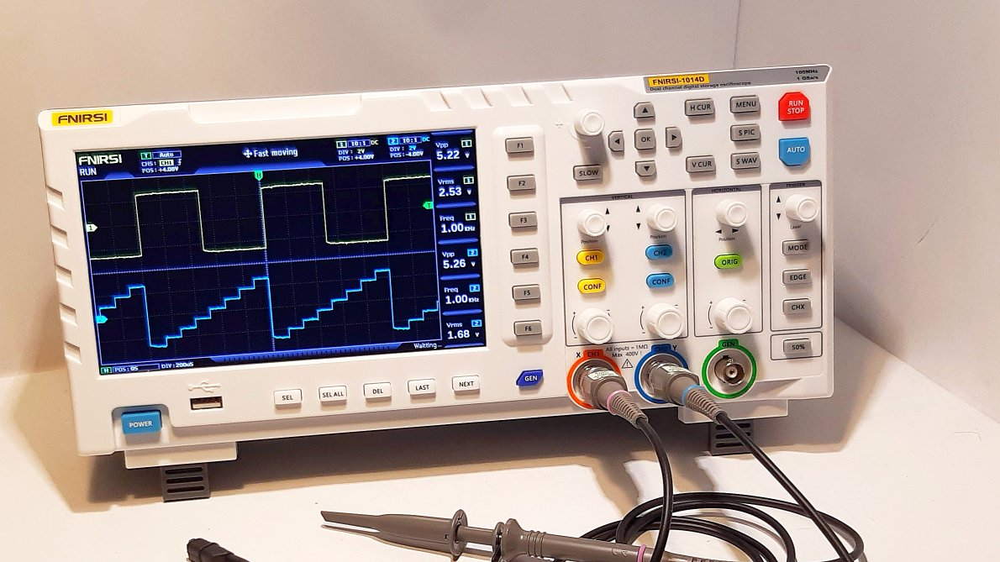 FNIRSI
FNIRSI-1014D
Dual channel digital storage oscilloscope
100MHz
1 GSa/s
FNIRSI
RUN
Auto
CHS: CH1
POS:+4.00V
Fast moving
1 10:1 DC
DIV: 2V
POS:+4.00V
2 10:1 DC
DIV: 2V
POS:-4.00V
Vpp 1
5.22 V
Vrms 1
2.53 V
Freq 1
1.00 KHz
Vpp 2
5.26 V
Freq 2
1.00 KHz
Vrms 2
1.68 V
H
T
1
H POS: 0S DIV:200uS
Waiting...
F1
F2
F3
F4
F5
F6
SLOW
OK
H CUR
MENU
S PIC
V CUR
S WAV
RUN
STOP
AUTO
VERTICAL
HORIZONTAL
TRIGGER
Position
Position
Position
Level
CH1
CH2
CONF
CONF
ORIG
MODE
EDGE
CHX
50%
X CH1
All inputs = 1MΩ
Max 400V !
Y
GEN
GEN
POWER
SEL
SEL ALL
DEL
LAST
NEXT